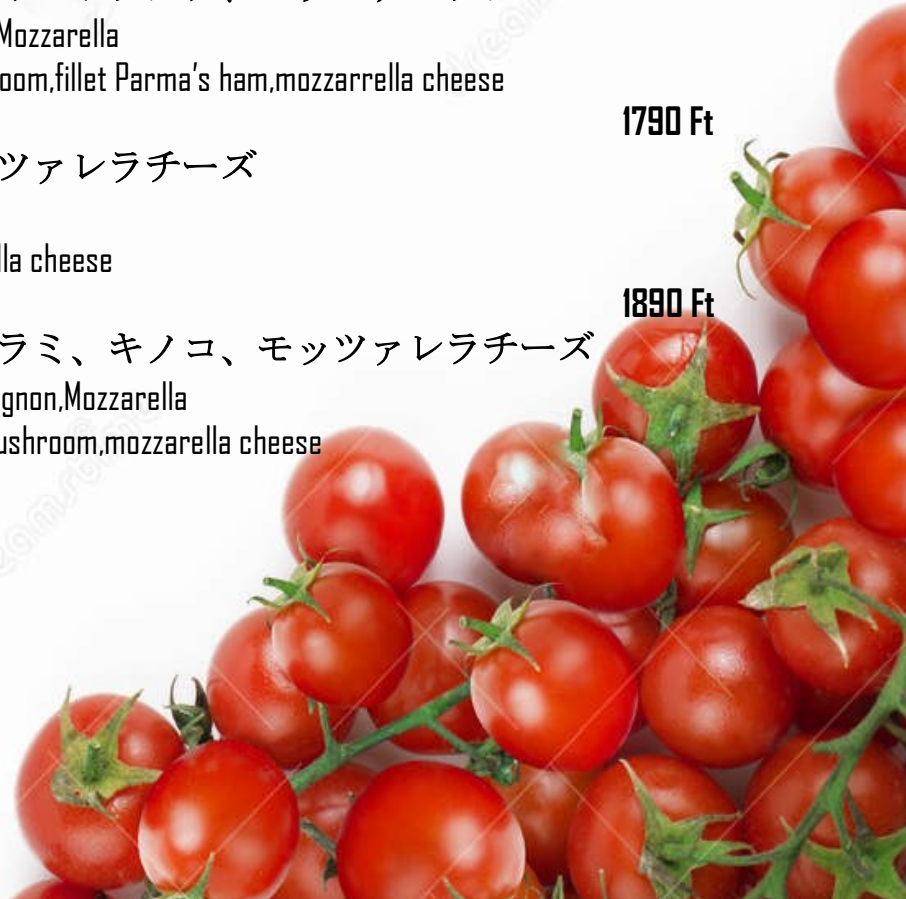 Mozzarella
oom,fillet Parma's ham,mozzarrella cheese
1790 Ft
ッツァレラチーズ
lla cheese
1890 Ft
ラミ、キノコ、モッツァレラチーズ
gnon,Mozzarella
ushroom,mozzarella cheese